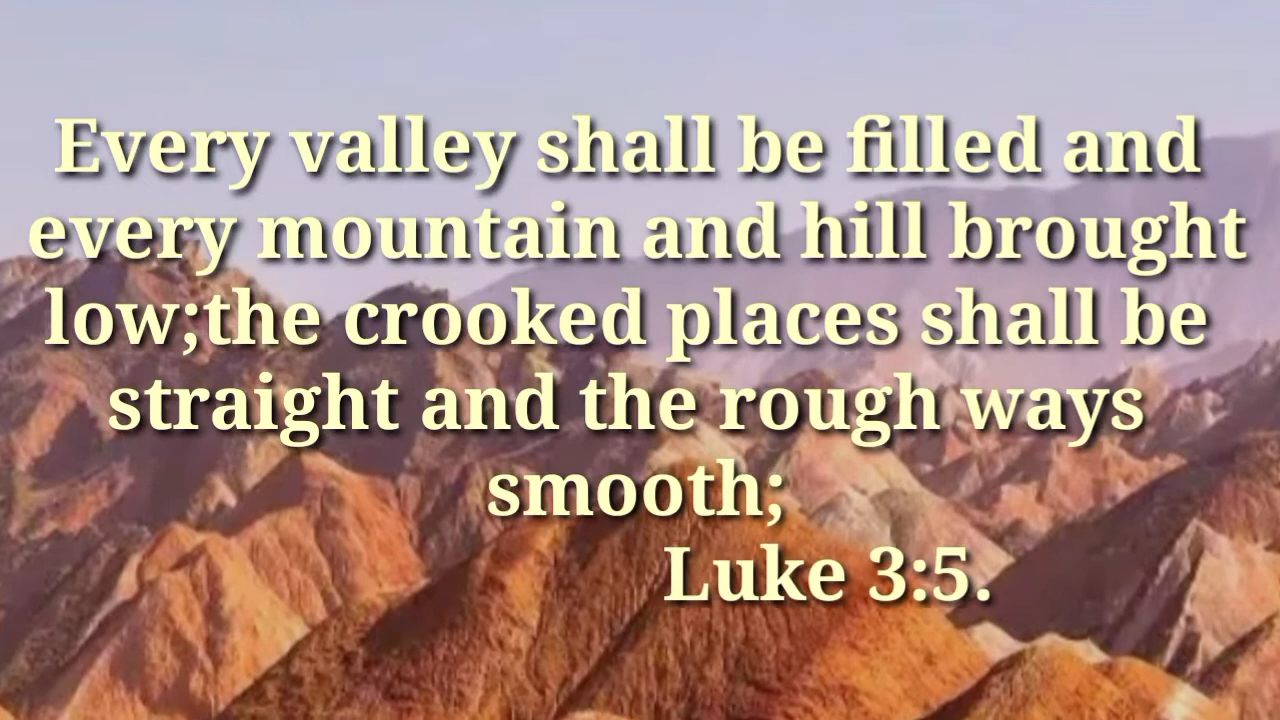 Every valley shall be filled and
every mountain and hill brought
low;the crooked places shall be
straight and the rough ways
smooth;
Luke 3:5.